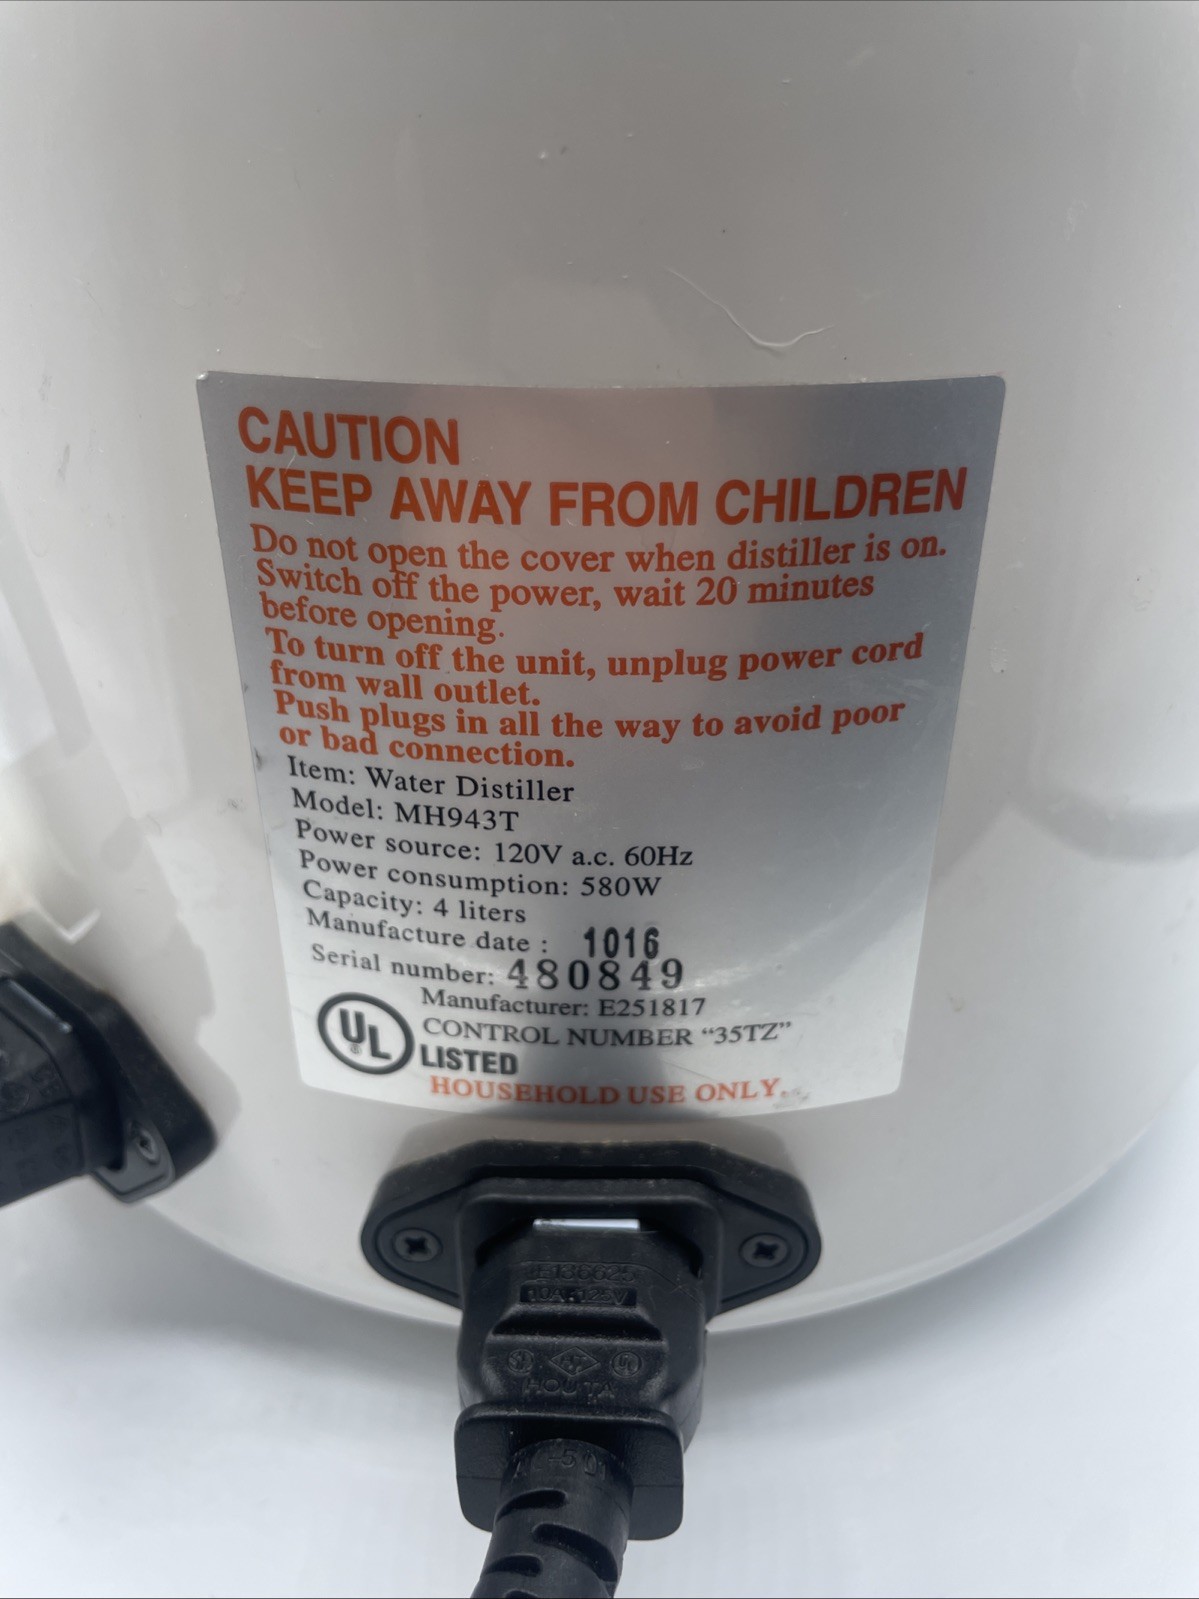 CAUTION
KEEP AWAY FROM CHILDREN
Do not open the cover when distiller is on.
Switch off the power, wait 20 minutes
before opening.
To turn off the unit, unplug power cord
from wall outlet.
Push plugs in all the way to avoid poor
or bad connection.
Item: Water Distiller
Model: MH943T
Power source: 120V a.c. 60Hz
Power consumption: 580W
Capacity: 4 liters
Manufacture date : 1016
Serial number: 480849
Manufacturer: E251817
UL CONTROL NUMBER “35TZ”
LISTED
HOUSEHOLD USE ONLY.
E186625
10A 125V
HOUTA